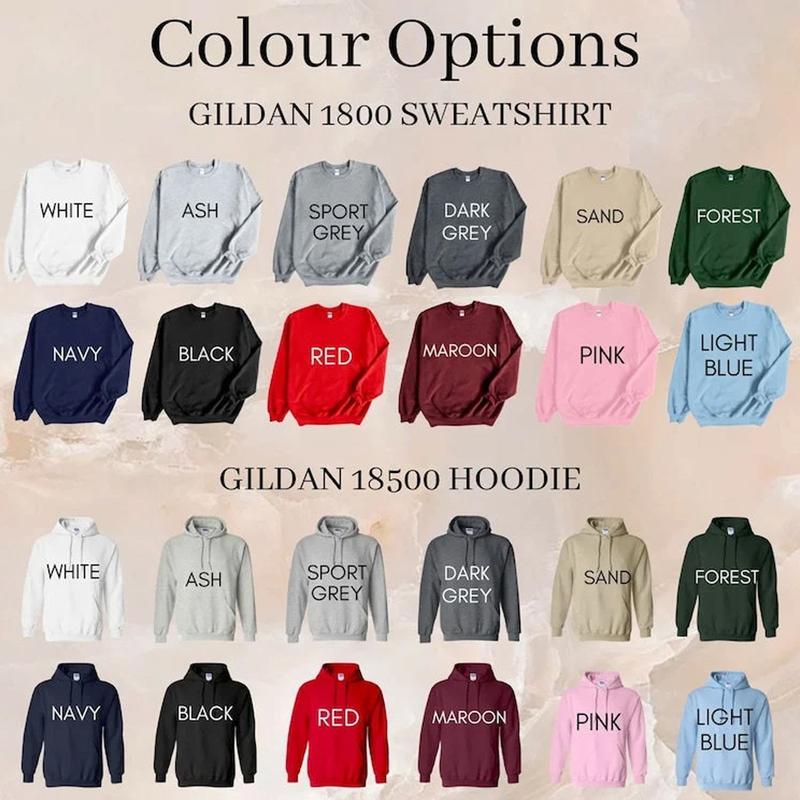 Colour Options
GILDAN 1800 SWEATSHIRT
WHITE
ASH
SPORT
GREY
DARK
GREY
SAND
FOREST
NAVY
BLACK
RED
MAROON
PINK
LIGHT
BLUE
GILDAN 18500 HOODIE
WHITE
ASH
SPORT
GREY
DARK
GREY
SAND
FOREST
NAVY
BLACK
RED
MAROON
PINK
LIGHT
BLUE